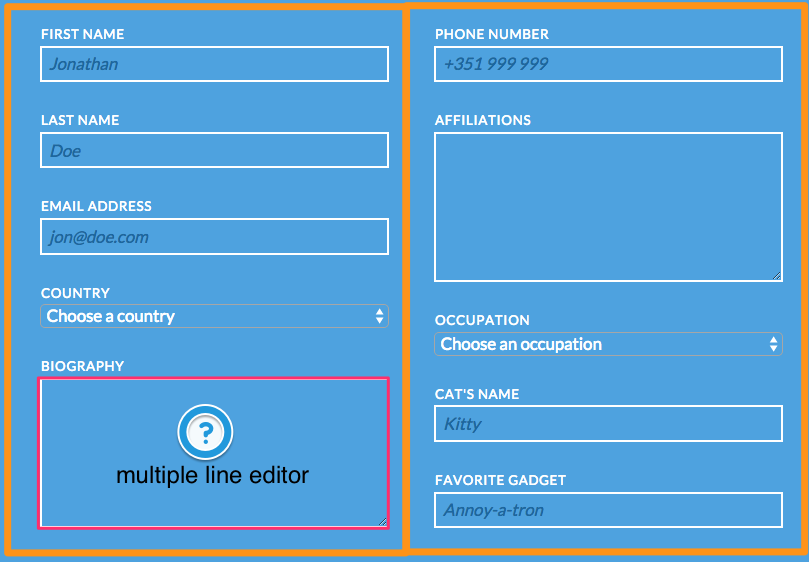 FIRST NAME
Jonathan
LAST NAME
Doe
EMAIL ADDRESS
jon@doe.com
COUNTRY
Choose a country
BIOGRAPHY
?
multiple line editor
PHONE NUMBER
+351 999 999
AFFILIATIONS
OCCUPATION
Choose an occupation
CAT'S NAME
Kitty
FAVORITE GADGET
Annoy-a-tron